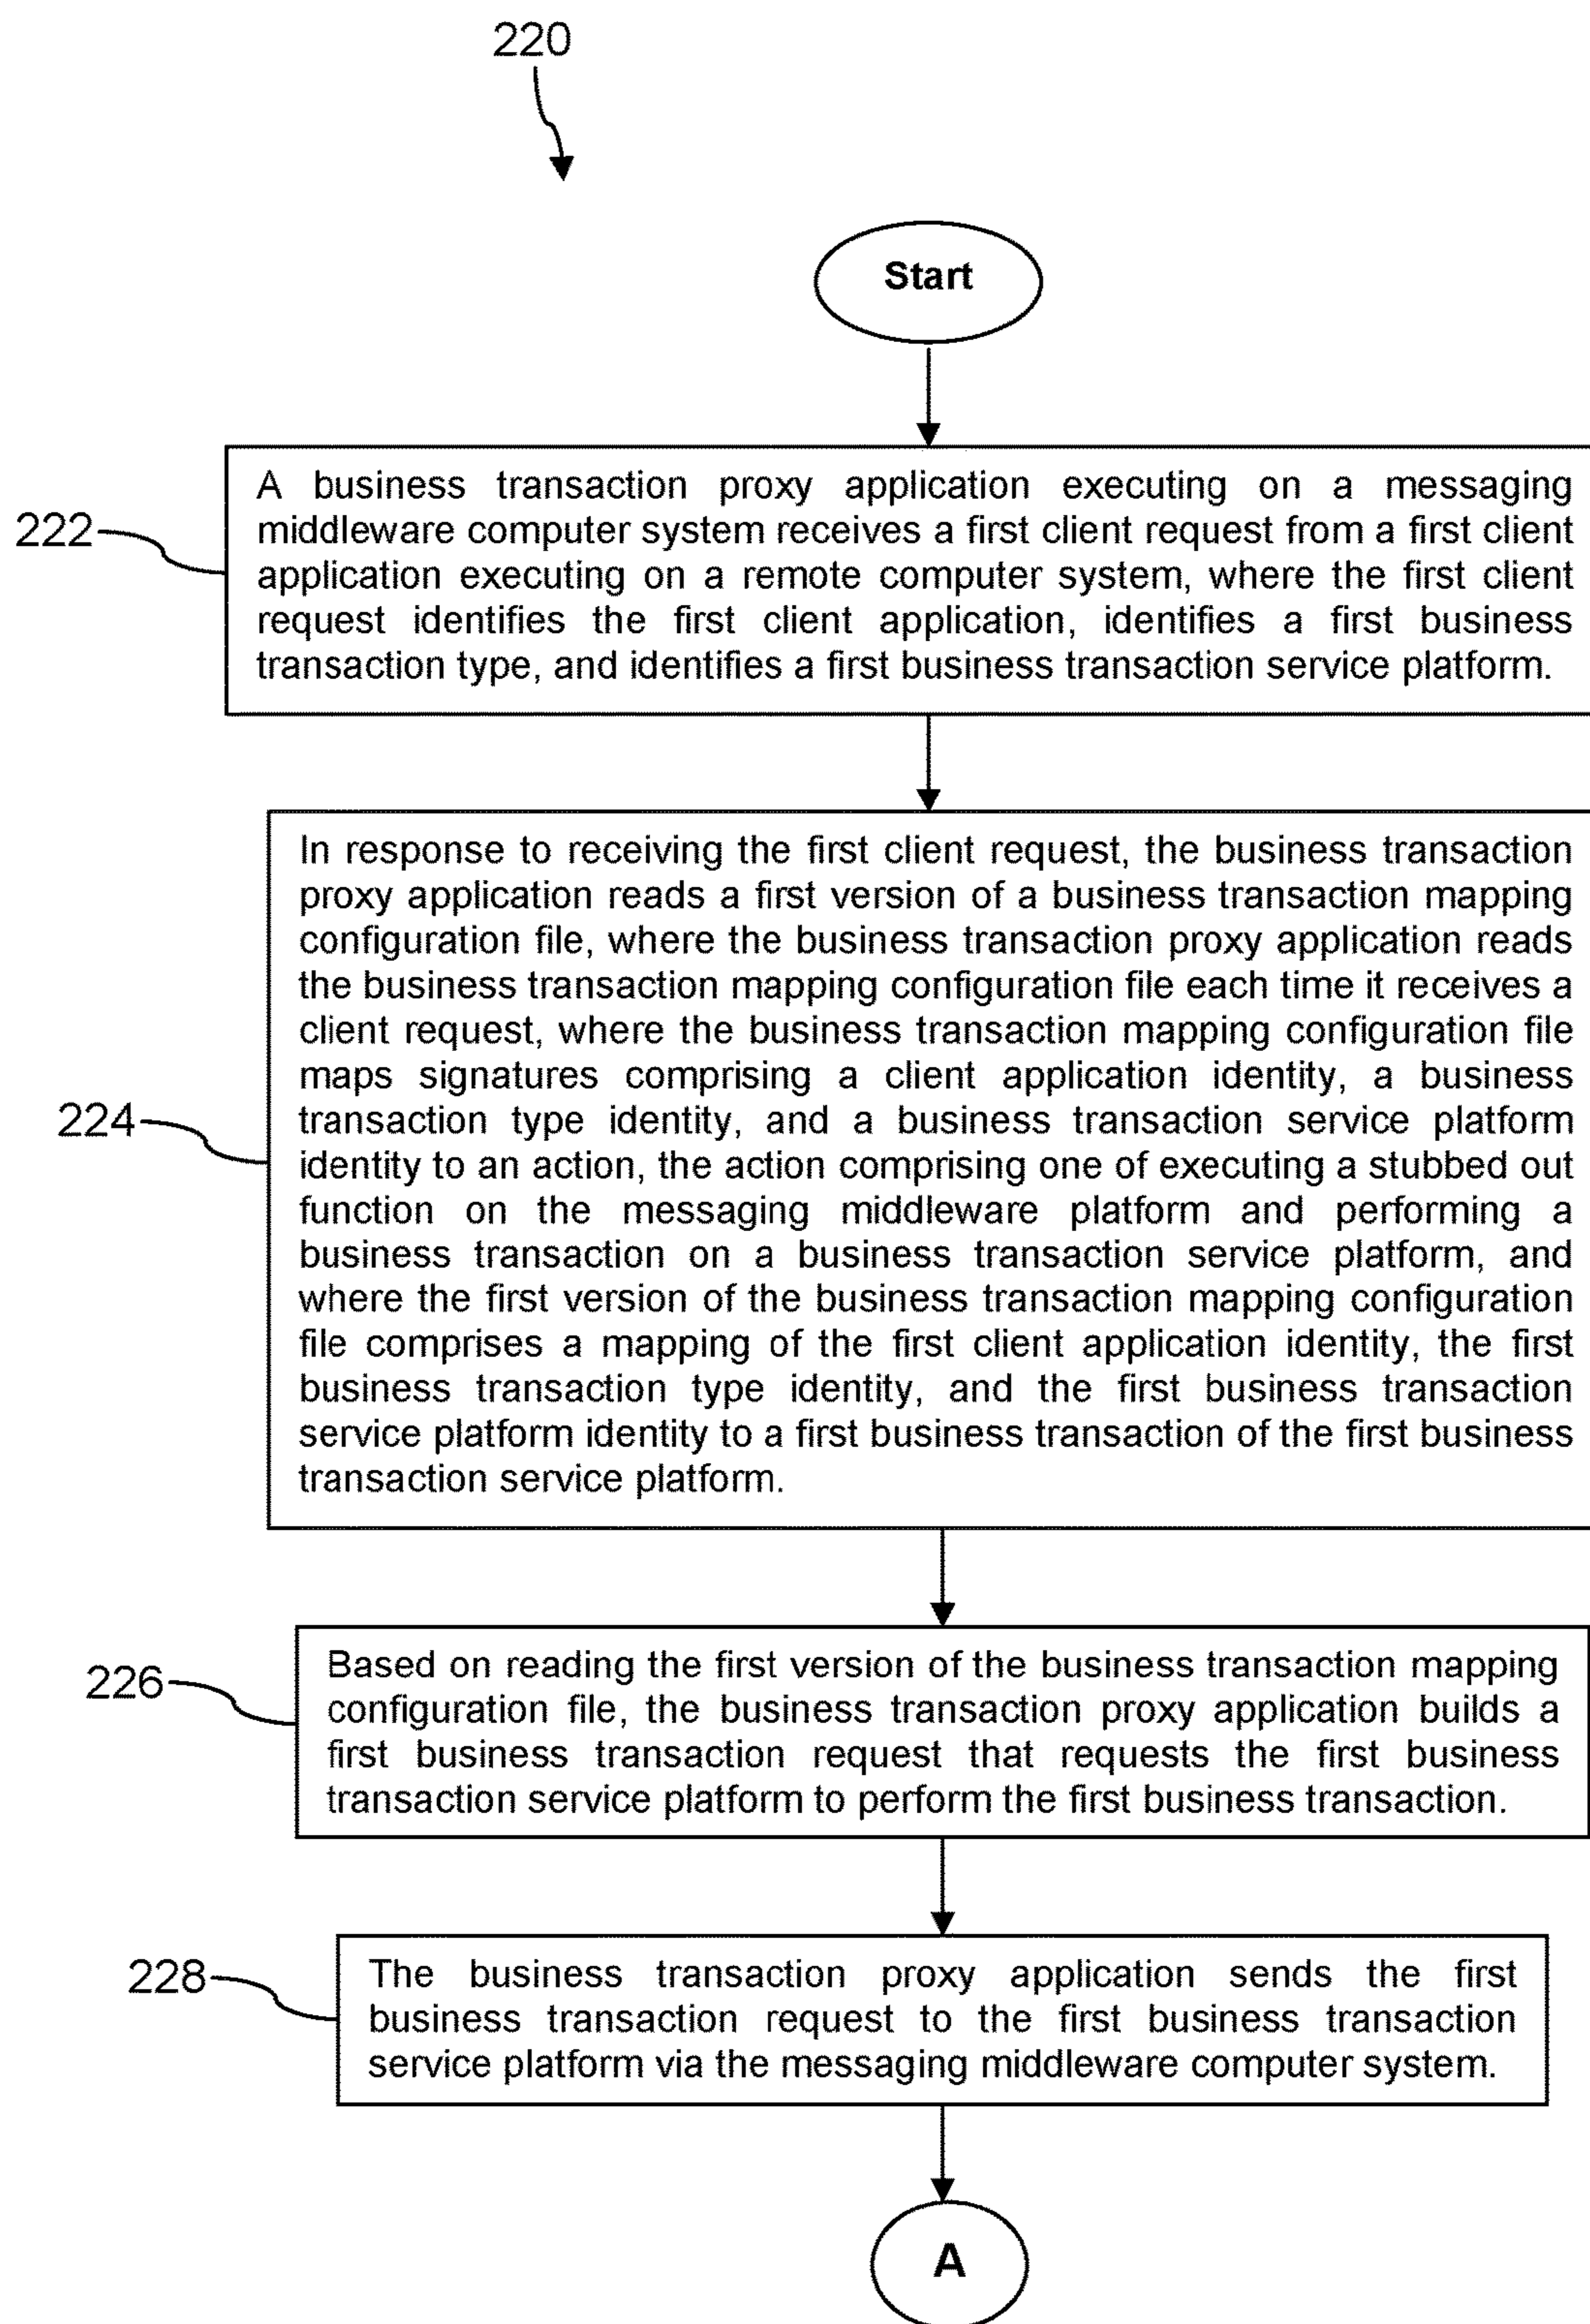 220
Start
222
A business transaction proxy application executing on a messaging
middleware computer system receives a first client request from a first client
application executing on a remote computer system, where the first client
request identifies the first client application, identifies a first business
transaction type, and identifies a first business transaction service platform.
224
In response to receiving the first client request, the business transaction
proxy application reads a first version of a business transaction mapping
configuration file, where the business transaction proxy application reads
the business transaction mapping configuration file each time it receives a
client request, where the business transaction mapping configuration file
maps signatures comprising a client application identity, a business
transaction type identity, and a business transaction service platform
identity to an action, the action comprising one of executing a stubbed out
function on the messaging middleware platform and performing a
business transaction on a business transaction service platform, and
where the first version of the business transaction mapping configuration
file comprises a mapping of the first client application identity, the first
business transaction type identity, and the first business transaction
service platform identity to a first business transaction of the first business
transaction service platform.
226
Based on reading the first version of the business transaction mapping
configuration file, the business transaction proxy application builds a
first business transaction request that requests the first business
transaction service platform to perform the first business transaction.
228
The business transaction proxy application sends the first
business transaction request to the first business transaction
service platform via the messaging middleware computer system.
A